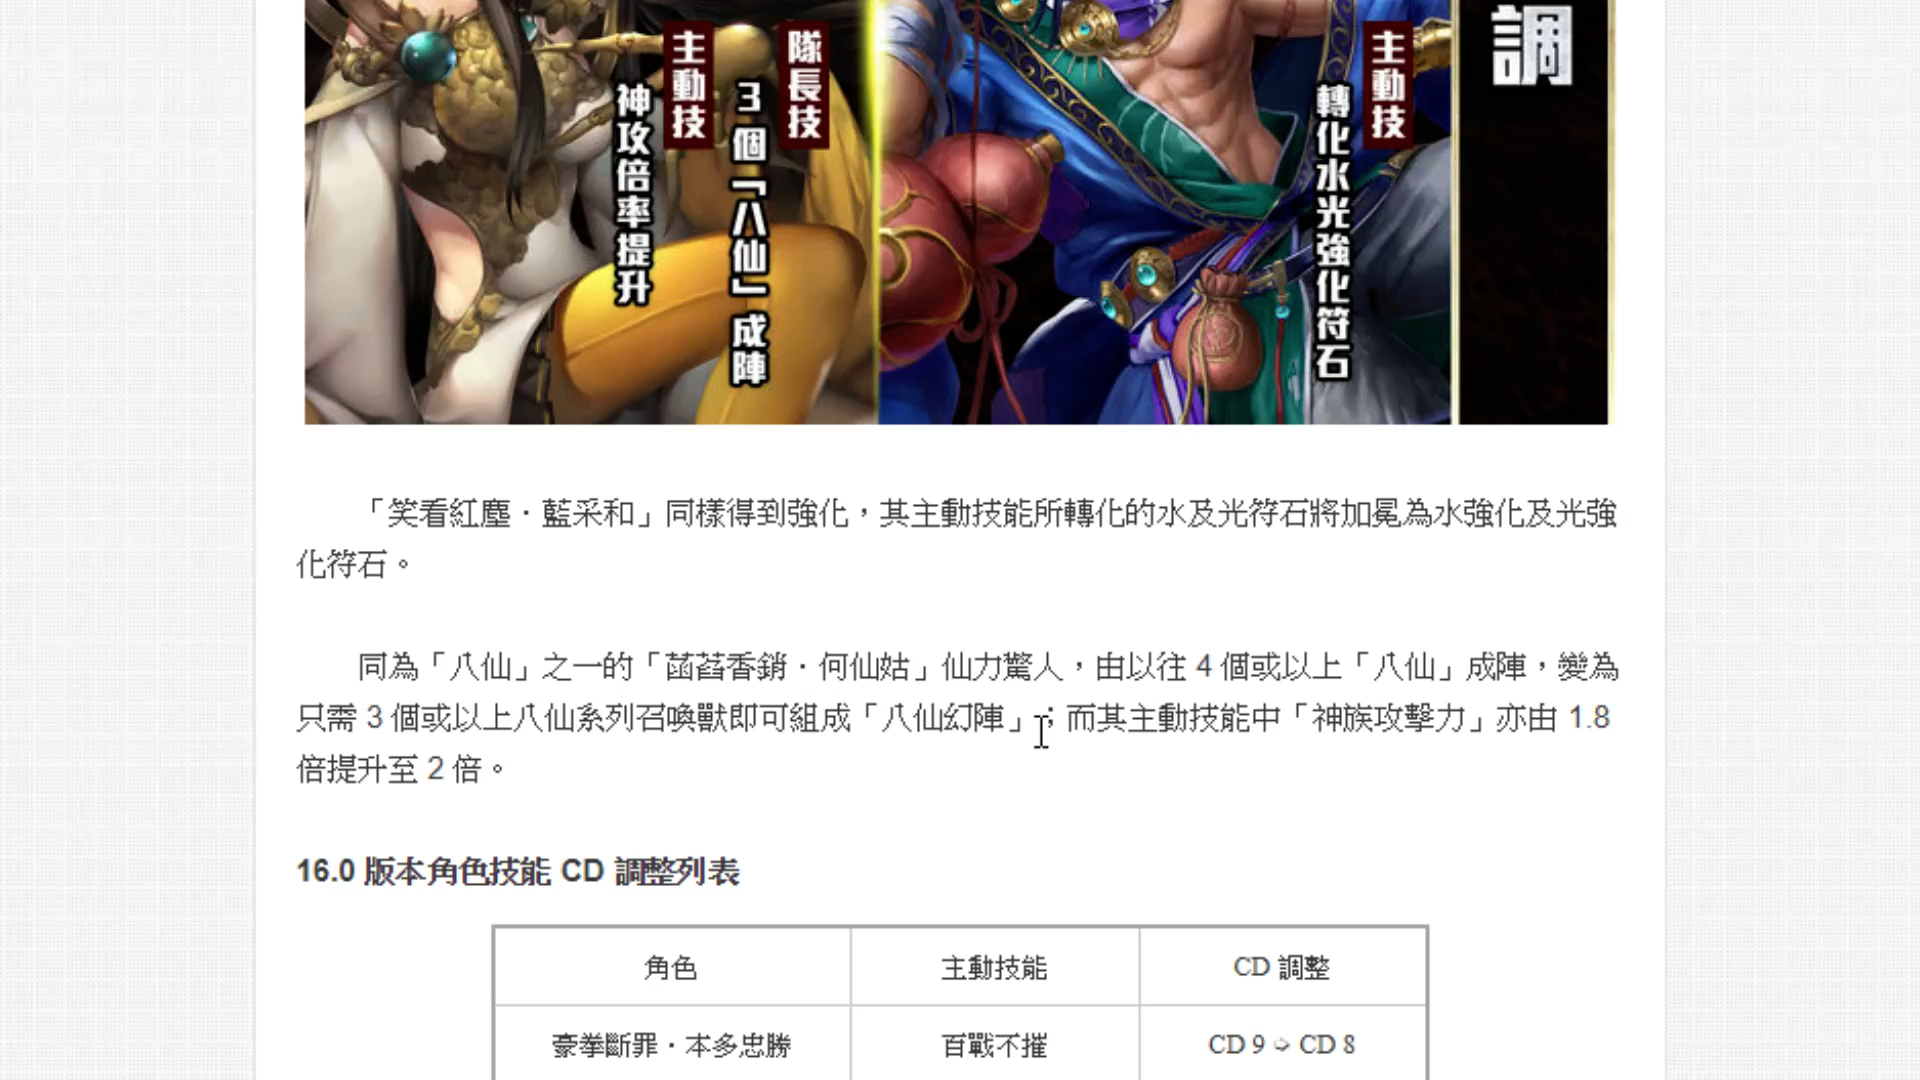 調
主動技
轉化水光強化符石
隊長技
3個「八仙」成陣
主動技
神攻倍率提升
「笑看紅塵．藍采和」同樣得到強化，其主動技能所轉化的水及光符石將加冕為水強化及光強
化符石。
同為「八仙」之一的「菡萏香銷．何仙姑」仙力驚人，由以往 4 個或以上「八仙」成陣，變為
只需 3 個或以上八仙系列召喚獸即可組成「八仙幻陣」；而其主動技能中「神族攻擊力」亦由 1.8
倍提升至 2 倍。
16.0 版本角色技能 CD 調整列表
角色 主動技能 CD 調整
豪拳斷罪．本多忠勝 百戰不摧 CD 9 ➩ CD 8